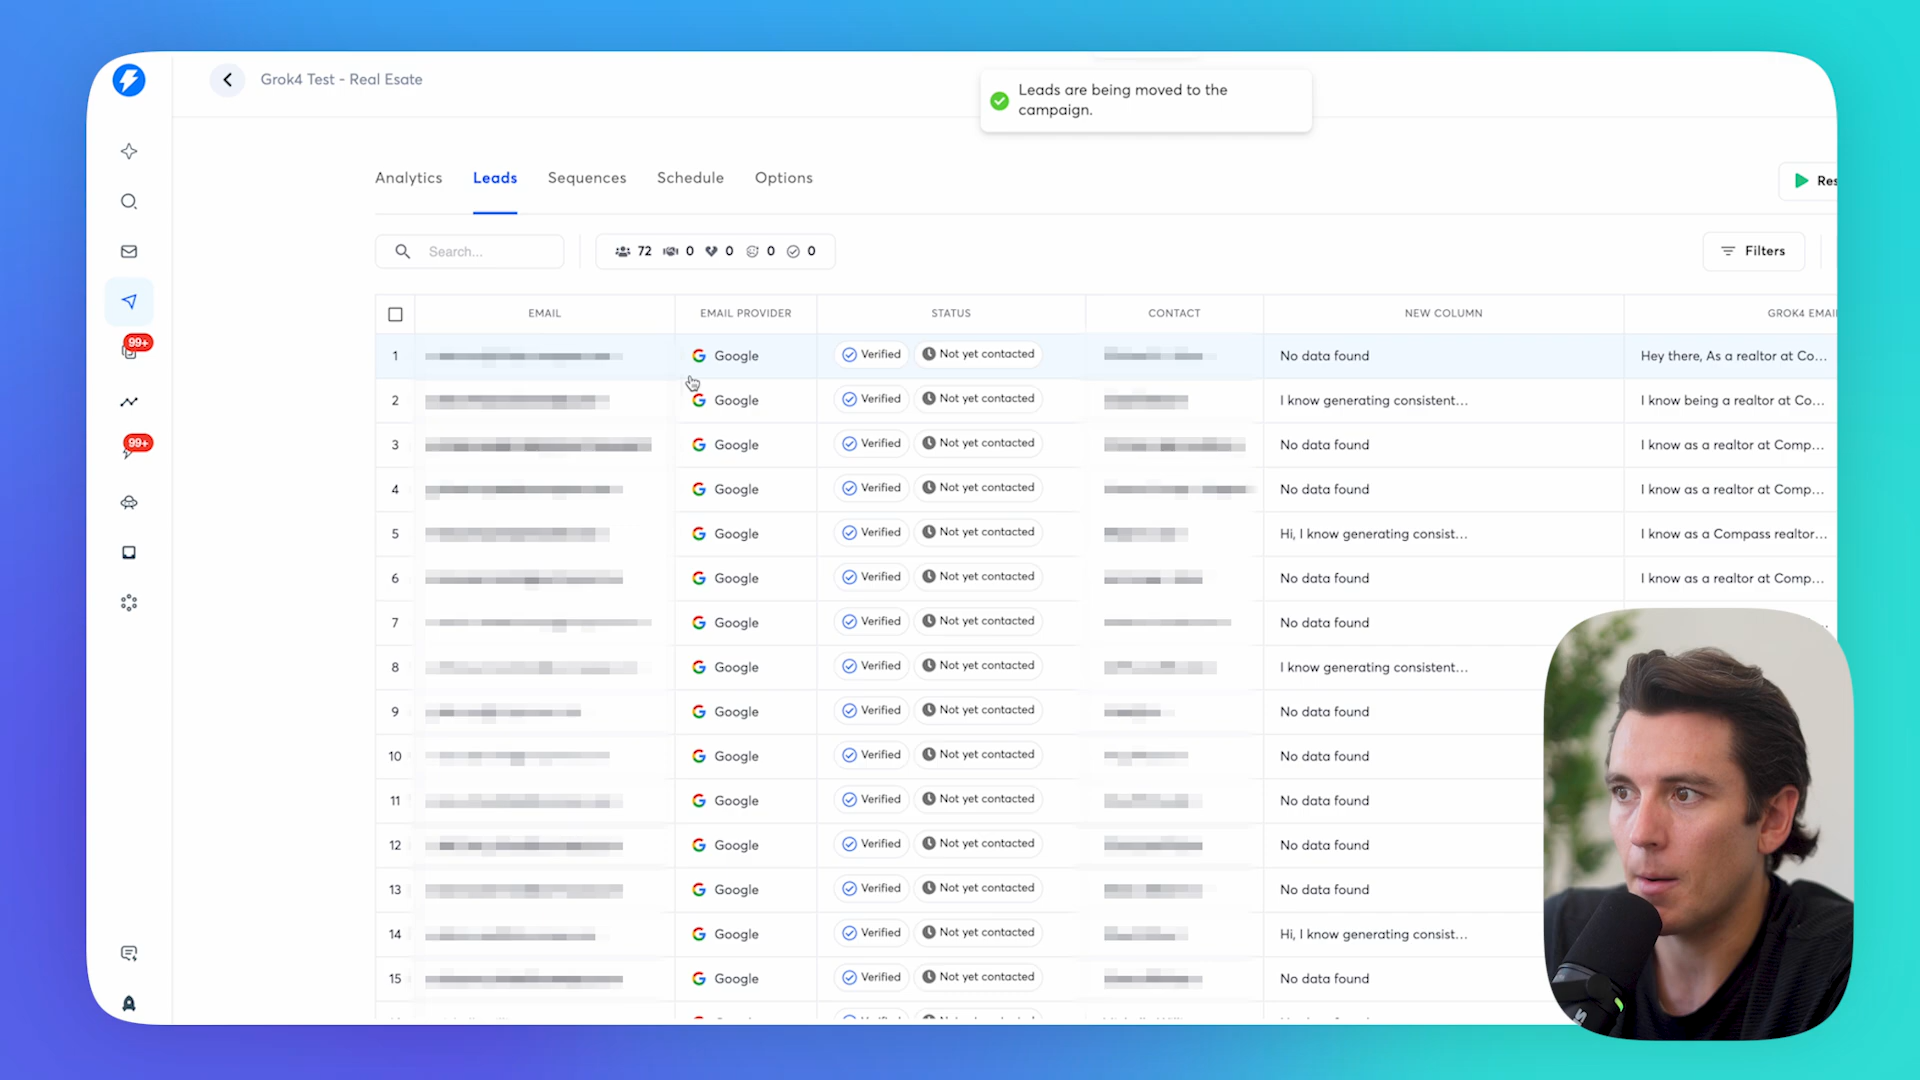 Grok4 Test - Real Esate
Leads are being moved to the
campaign.
Analytics Leads Sequences Schedule Options
Search... 72 0 0 0 0 Filters
99+
99+
EMAIL EMAIL PROVIDER STATUS CONTACT NEW COLUMN
1 Google Verified Not yet contacted No data found Hey there, As a realtor at Co...
2 Google Verified Not yet contacted I know generating consistent... I know being a realtor at Co...
3 Google Verified Not yet contacted No data found I know as a realtor at Comp...
4 Google Verified Not yet contacted No data found I know as a realtor at Comp...
5 Google Verified Not yet contacted Hi, I know generating consist... I know as a Compass realtor...
6 Google Verified Not yet contacted No data found I know as a realtor at Comp...
7 Google Verified Not yet contacted No data found
8 Google Verified Not yet contacted I know generating consistent...
9 Google Verified Not yet contacted No data found
10 Google Verified Not yet contacted No data found
11 Google Verified Not yet contacted No data found
12 Google Verified Not yet contacted No data found
13 Google Verified Not yet contacted No data found
14 Google Verified Not yet contacted Hi, I know generating consist...
15 Google Verified Not yet contacted No data found